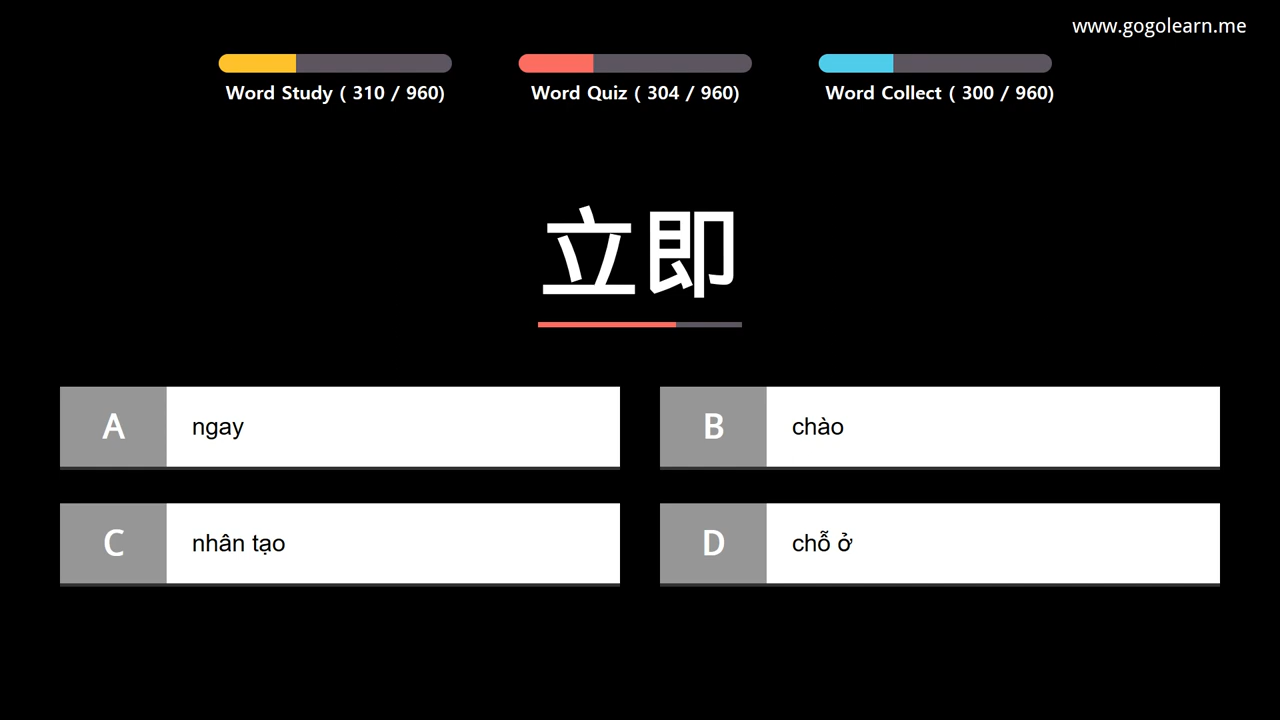 www.gogolearn.me
Word Study ( 310 / 960)
Word Quiz ( 304 / 960)
Word Collect ( 300 / 960)
立即
A
ngay
B
chào
C
nhân tạo
D
chỗ ở